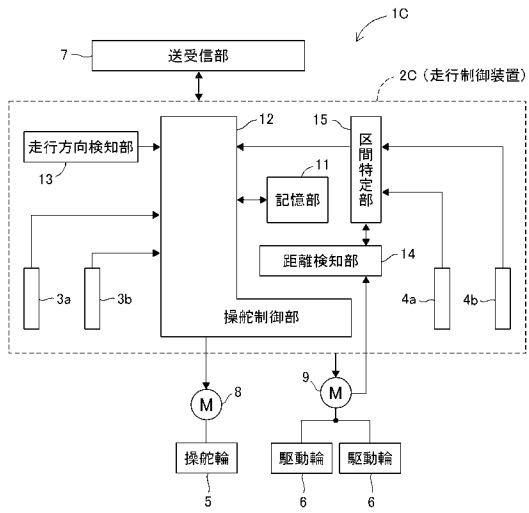 1C
7
送受信部
2C（走行制御装置）
12
15
走行方向検知部
13
11
記憶部
区間特定部
距離検知部
14
3a
3b
4a
4b
操舵制御部
M
8
9
M
操舵輪
5
駆動輪
6
駆動輪
6